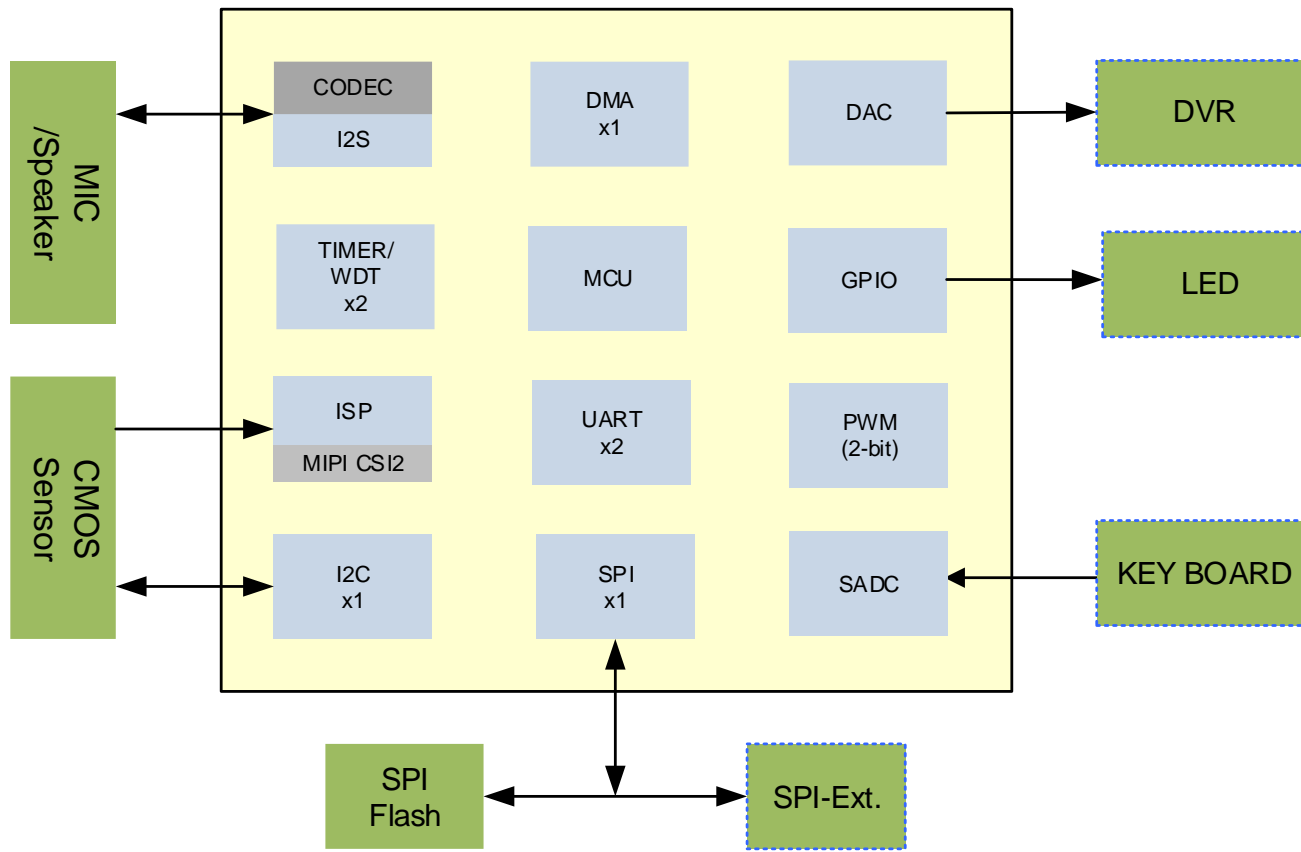 MIC
/Speaker
CODEC
I2S
DMA
x1
DAC
DVR
TIMER/
WDT
x2
MCU
GPIO
LED
CMOS
Sensor
ISP
MIPI CSI2
UART
x2
PWM
(2-bit)
I2C
x1
SPI
x1
SADC
KEY BOARD
SPI
Flash
SPI-Ext.